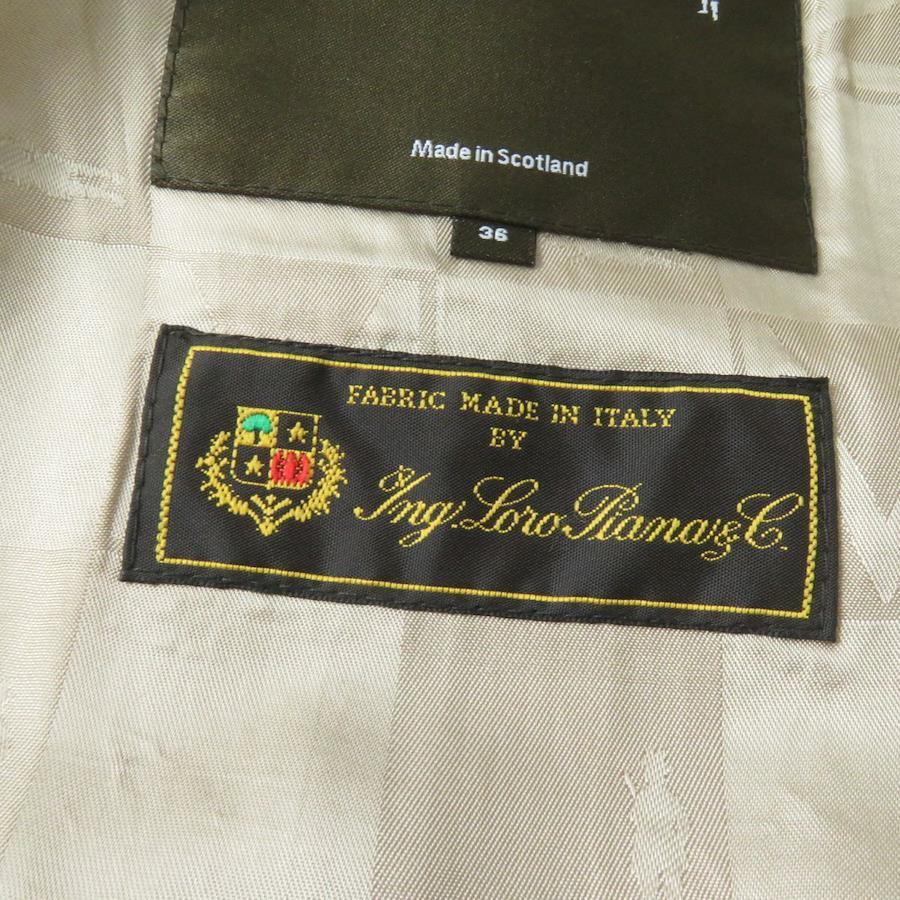 Made in Scotland
36
FABRIC MADE IN ITALY
BY
Ing. Loro Piana & C.